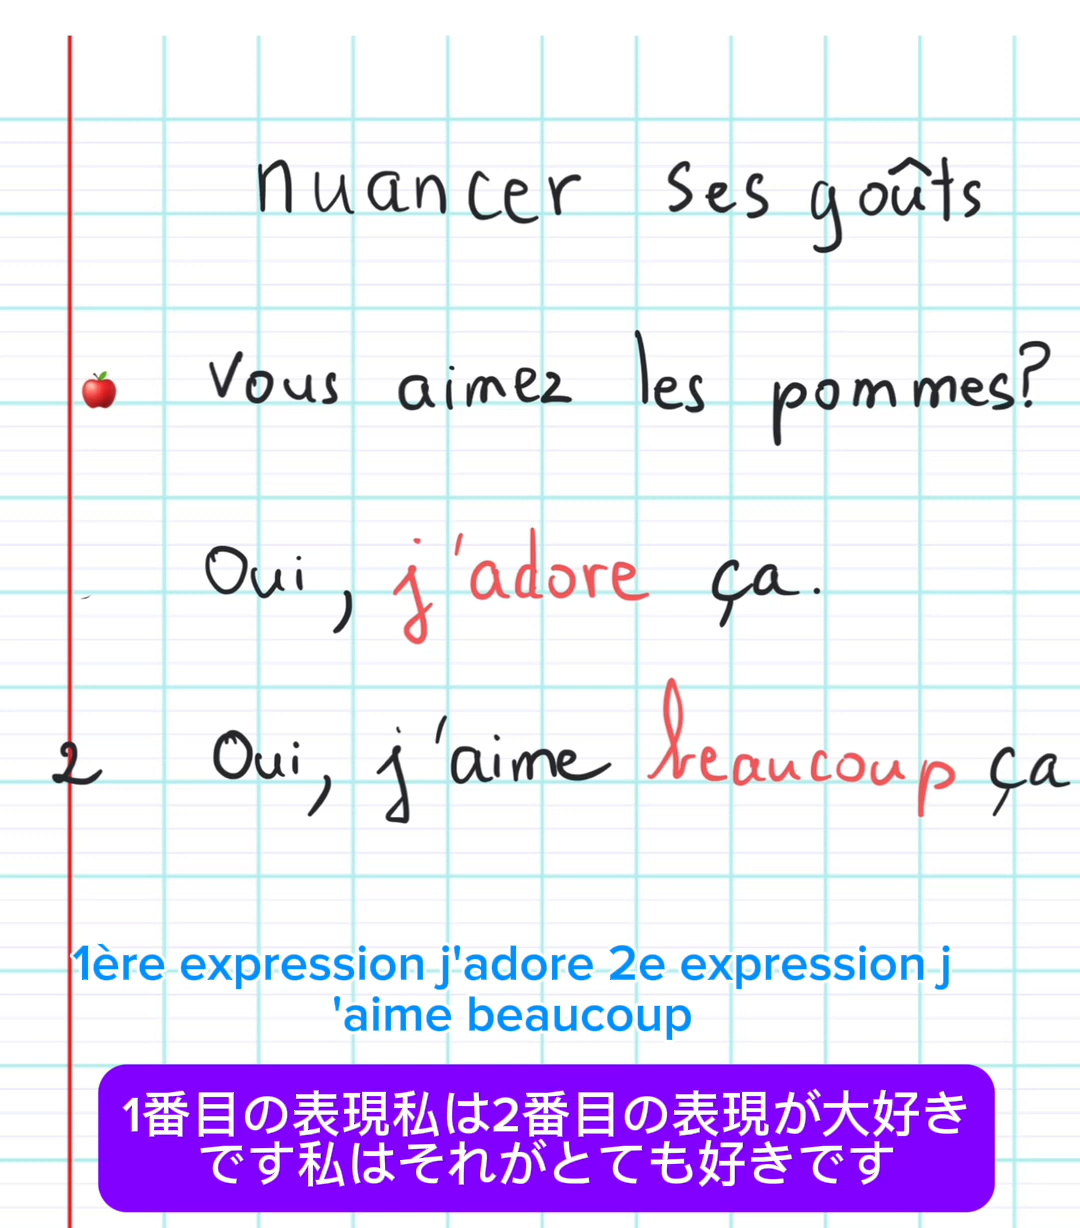 nuancer ses goûts
Vous aimez les pommes?
Oui, j'adore ça.
2 Oui, j'aime beaucoup ça
1ère expression j'adore 2e expression j
'aime beaucoup
1番目の表現私は2番目の表現が大好き
です私はそれがとても好きです